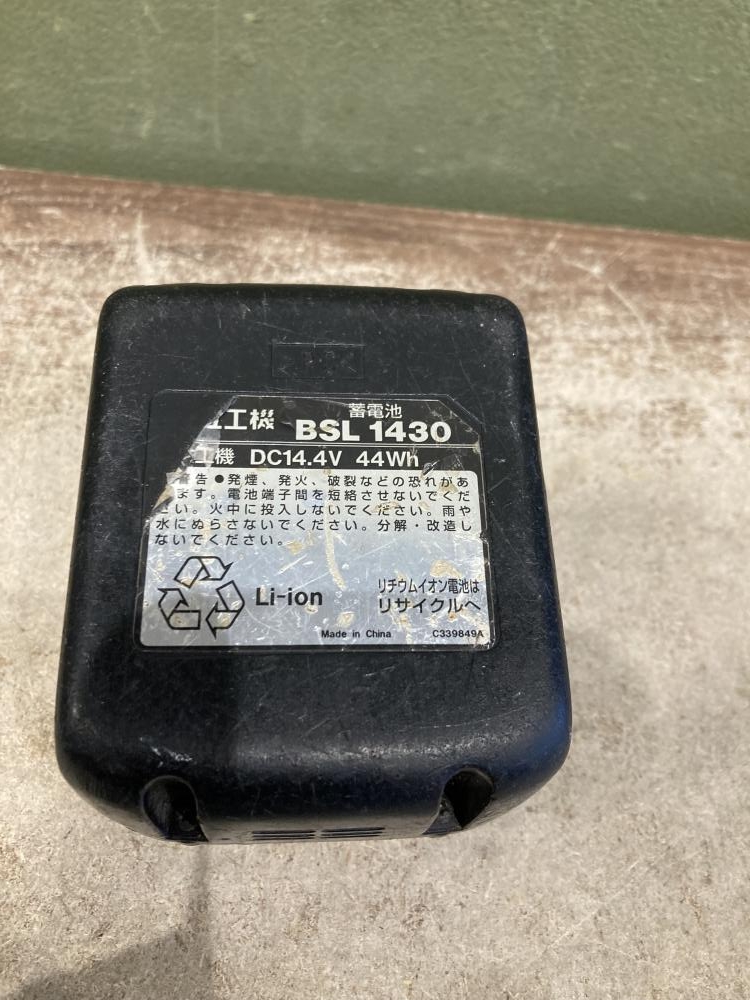 工機
蓄電池
BSL 1430
工機 DC14.4V 44Wh
告●発煙、発火、破裂などの恐れがあ
ます。電池端子間を短絡させないでくだ
さい。火中に投入しないでください。雨や
水にぬらさないでください。分解・改造し
ないでください。
Li-ion
リチウムイオン電池は
リサイクルへ
Made in China
C339849A